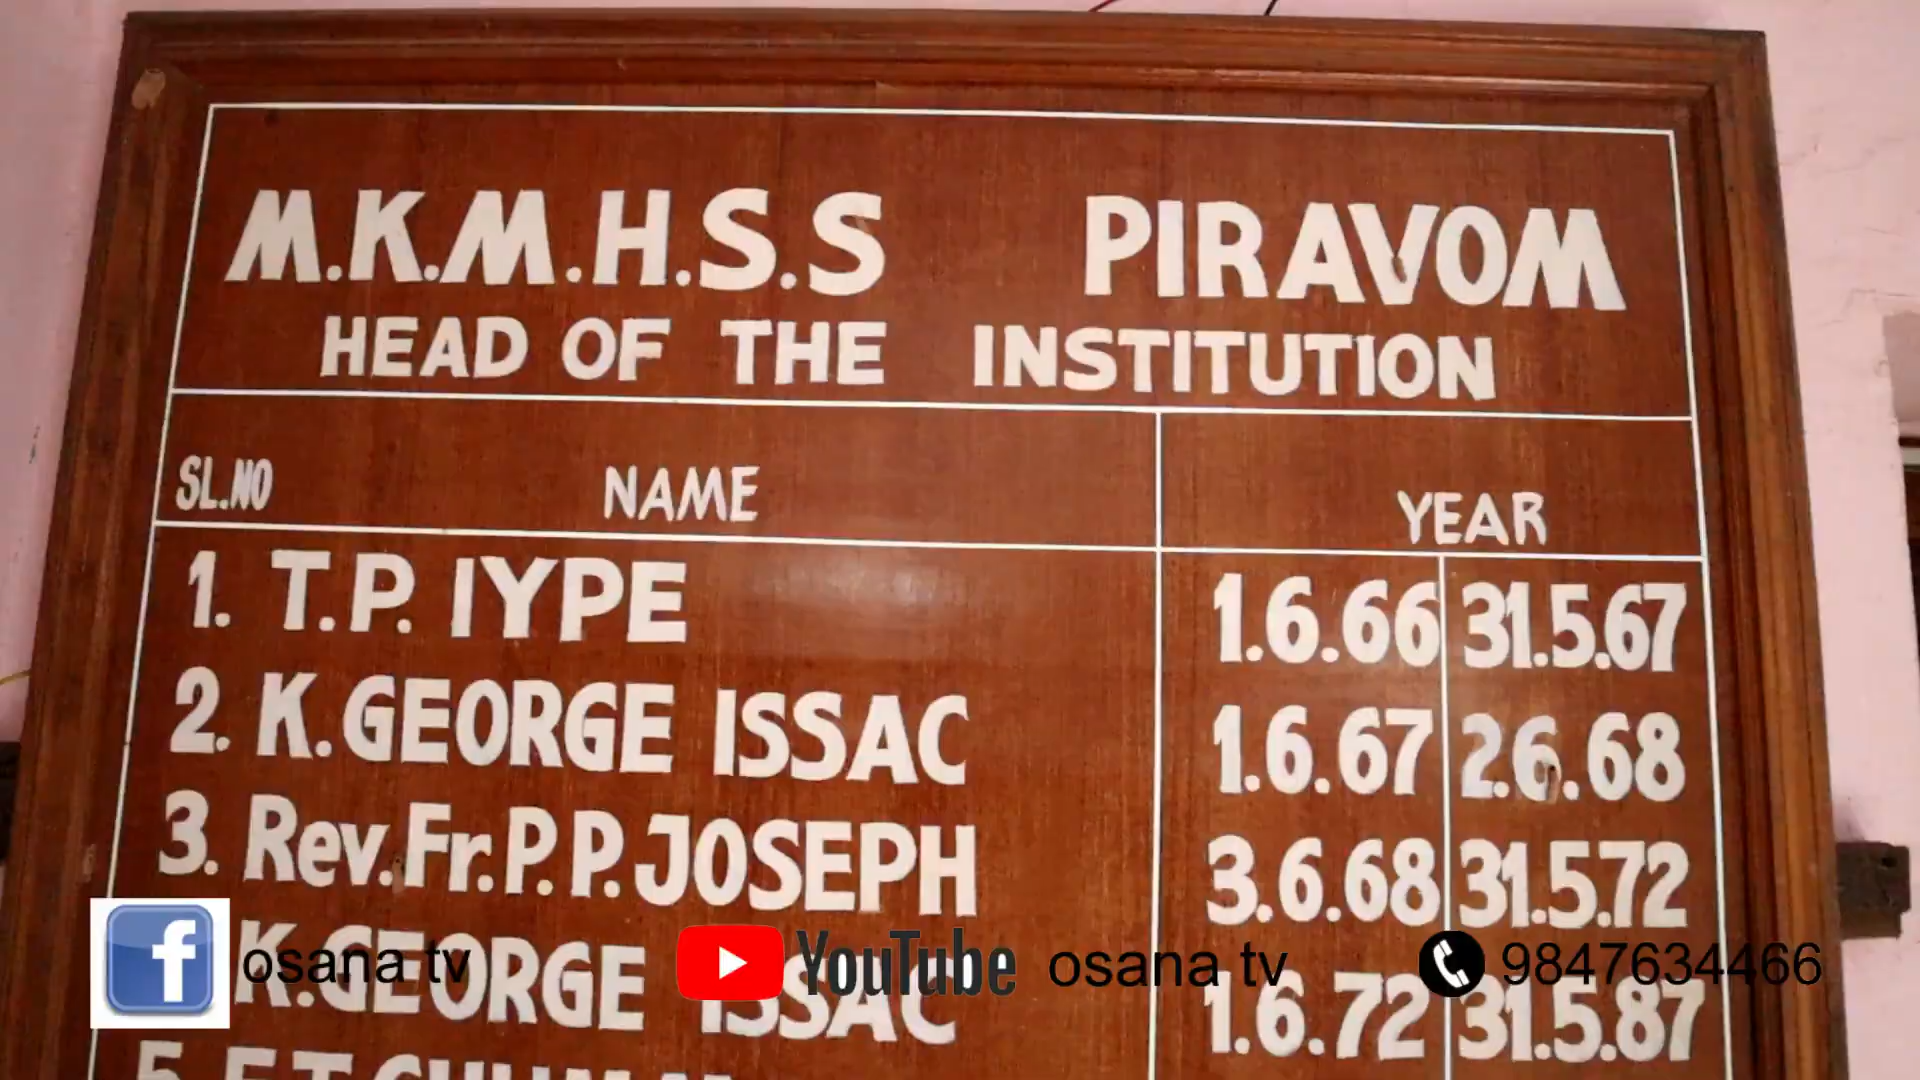 M.K.M.H.S.S PIRAVOM
HEAD OF THE INSTITUTION
SL.NO NAME YEAR
1. T.P. IYPE 1.6.66 31.5.67
2. K.GEORGE ISSAC 1.6.67 2.6.68
3. Rev.Fr.P.P.JOSEPH 3.6.68 31.5.72
K.GEORGE ISSAC 1.6.72 31.5.87
osana tv YouTube osana tv 9847634466
5.